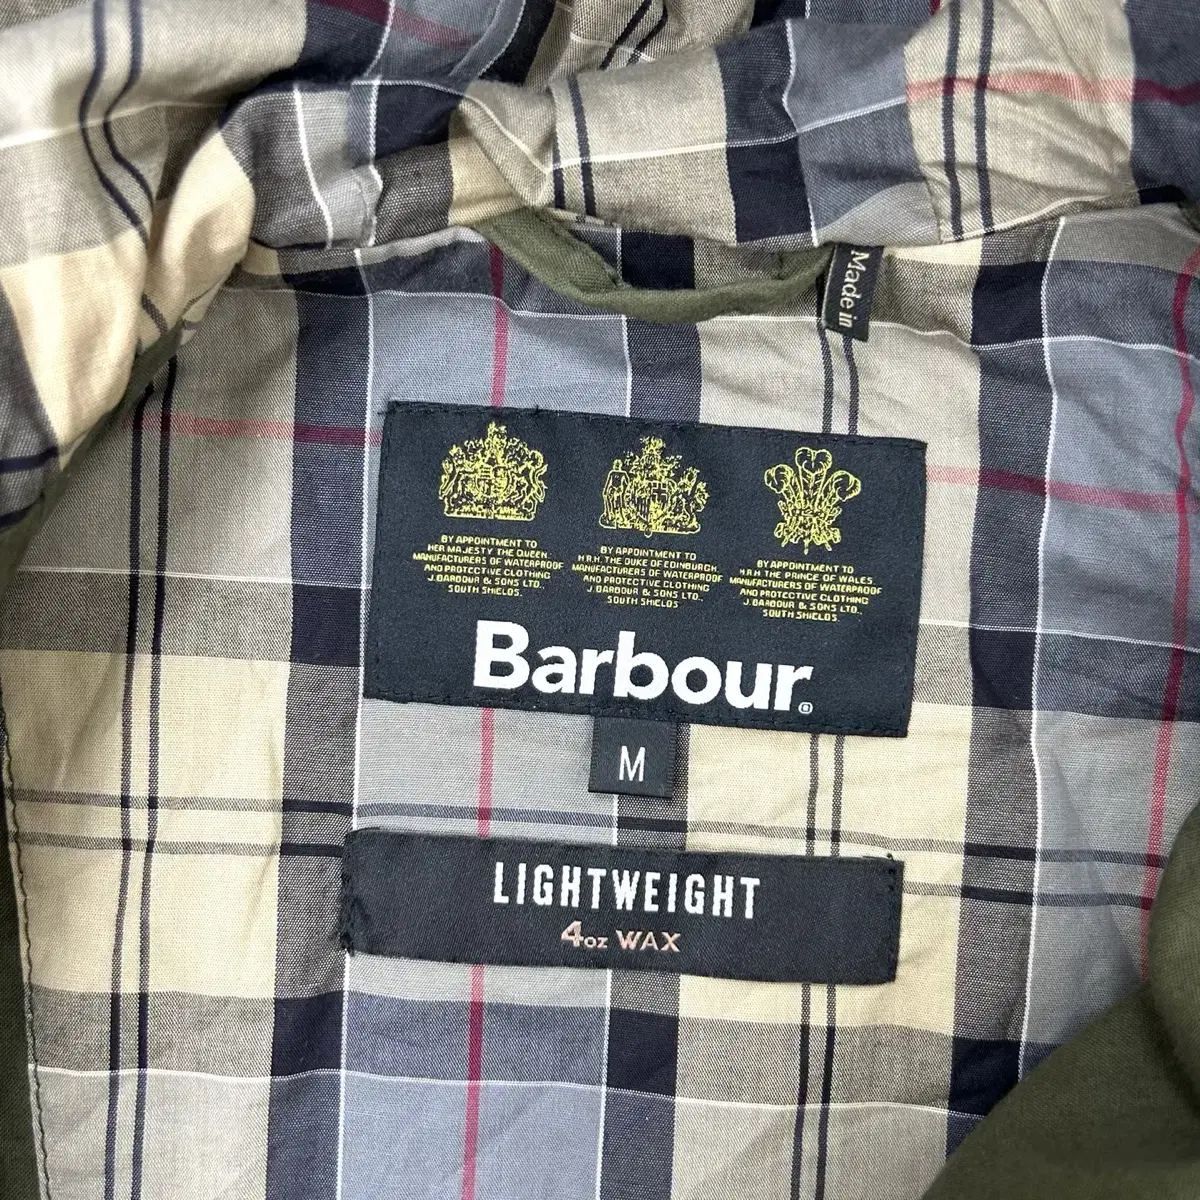 Made in
BY APPOINTMENT TO
HER MAJESTY THE QUEEN
MANUFACTURERS OF WATERPROOF
AND PROTECTIVE CLOTHING
J. BARBOUR & SONS LTD.,
SOUTH SHIELDS.
BY APPOINTMENT TO
H.R.H. THE DUKE OF EDINBURGH
MANUFACTURERS OF WATERPROOF
AND PROTECTIVE CLOTHING
J. BARBOUR & SONS LTD.,
SOUTH SHIELDS
BY APPOINTMENT TO
H.R.H. THE PRINCE OF WALES
MANUFACTURERS OF WATERPROOF
AND PROTECTIVE CLOTHING
J. BARBOUR & SONS LTD.,
SOUTH SHIELDS.
Barbour®
M
LIGHTWEIGHT
4oz WAX